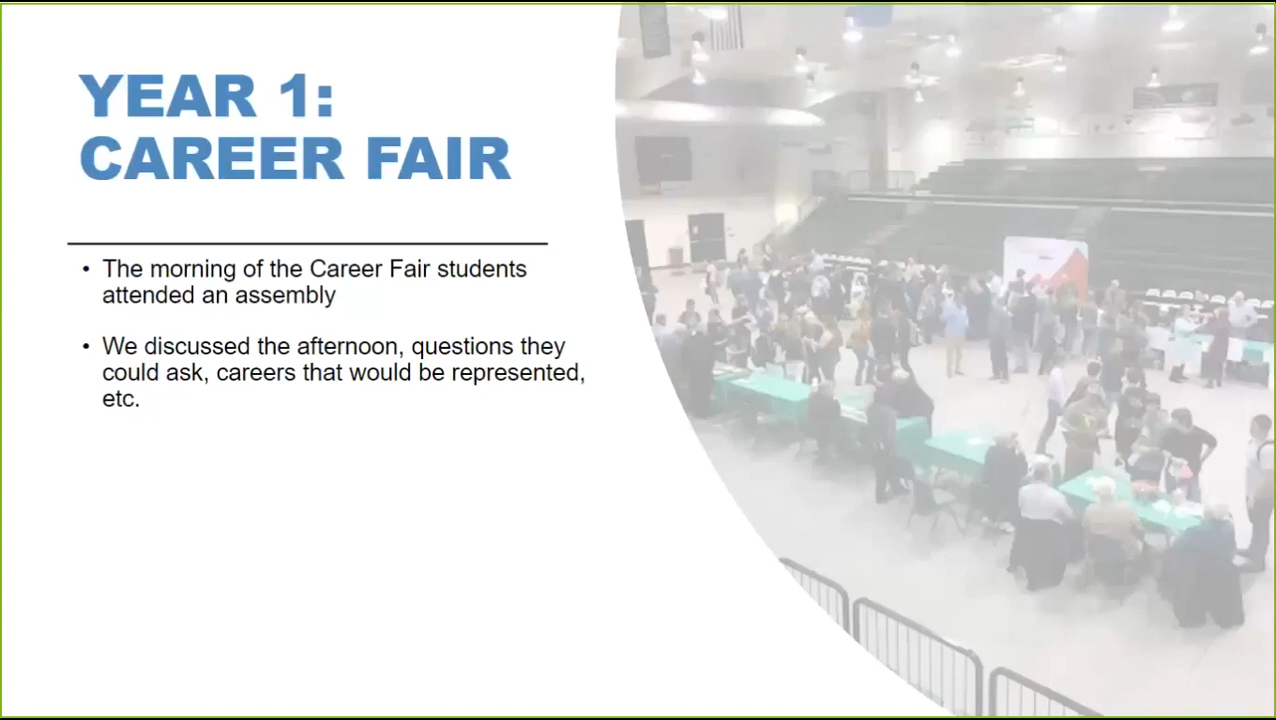 YEAR 1:
CAREER FAIR
• The morning of the Career Fair students
attended an assembly
• We discussed the afternoon, questions they
could ask, careers that would be represented,
etc.